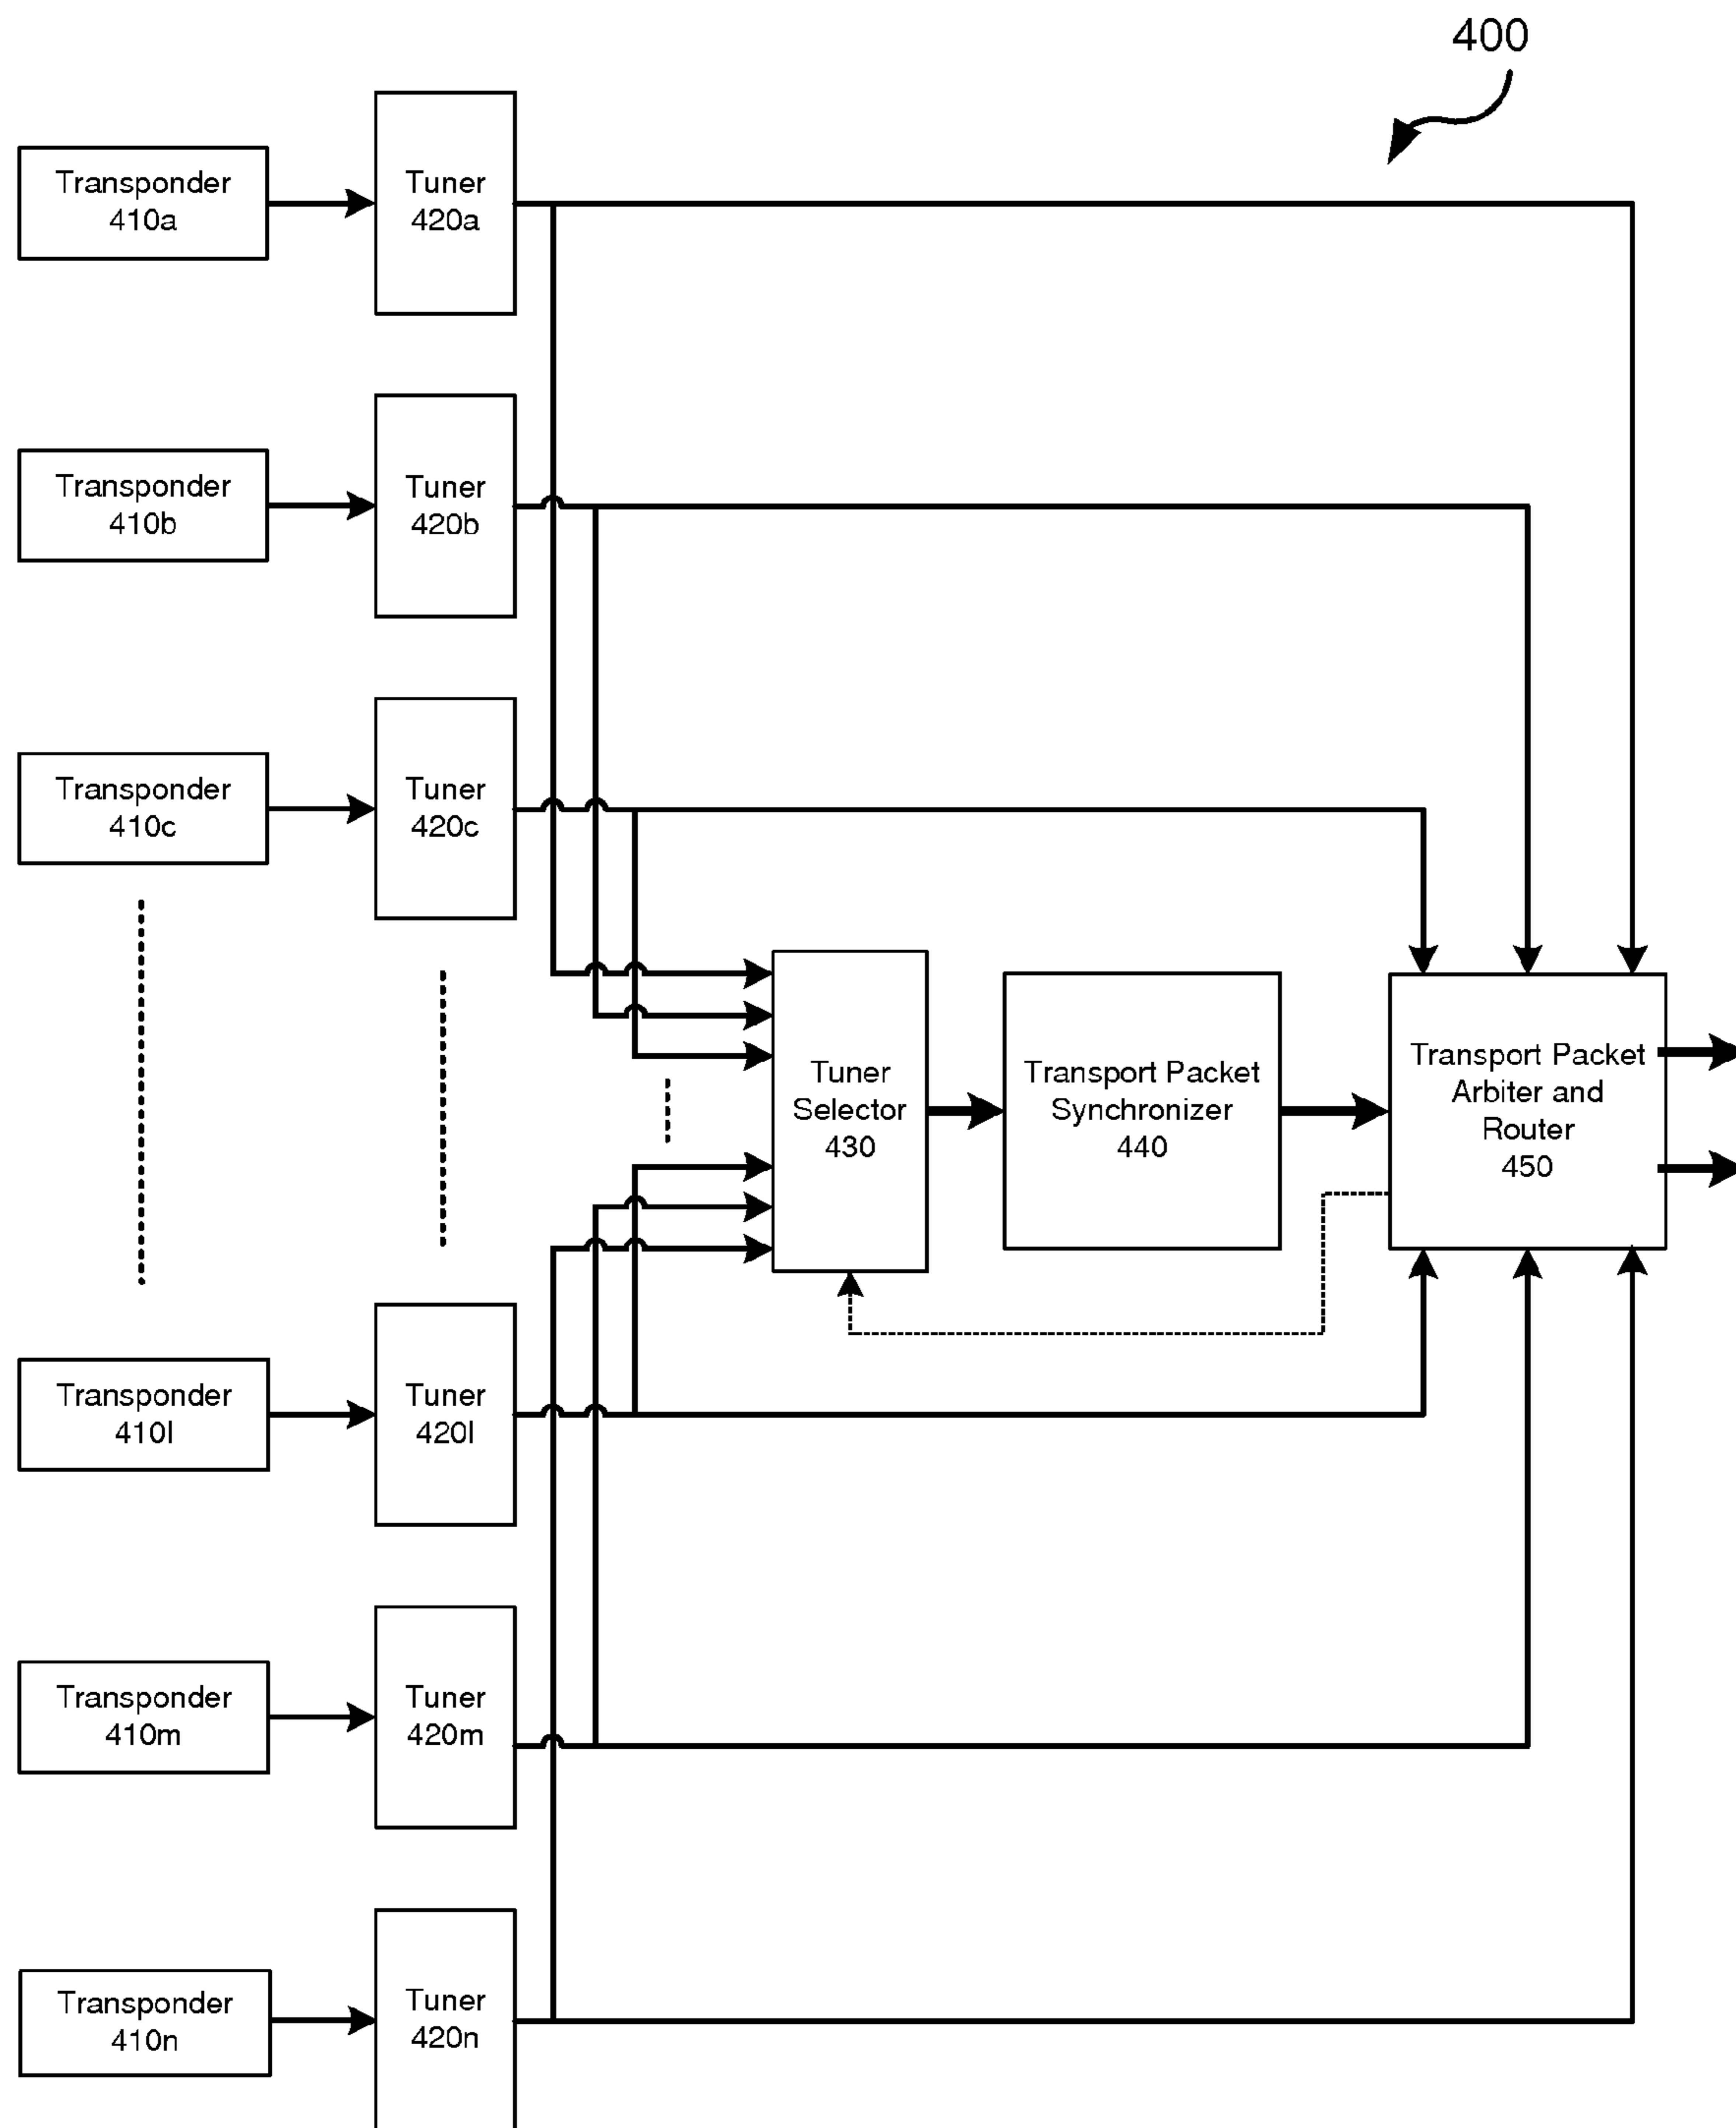 400
Transponder
410a
Tuner
420a
Transponder
410b
Tuner
420b
Transponder
410c
Tuner
420c
Tuner
Selector
430
Transport Packet
Synchronizer
440
Transport Packet
Arbiter and
Router
450
Transponder
410l
Tuner
420l
Transponder
410m
Tuner
420m
Transponder
410n
Tuner
420n